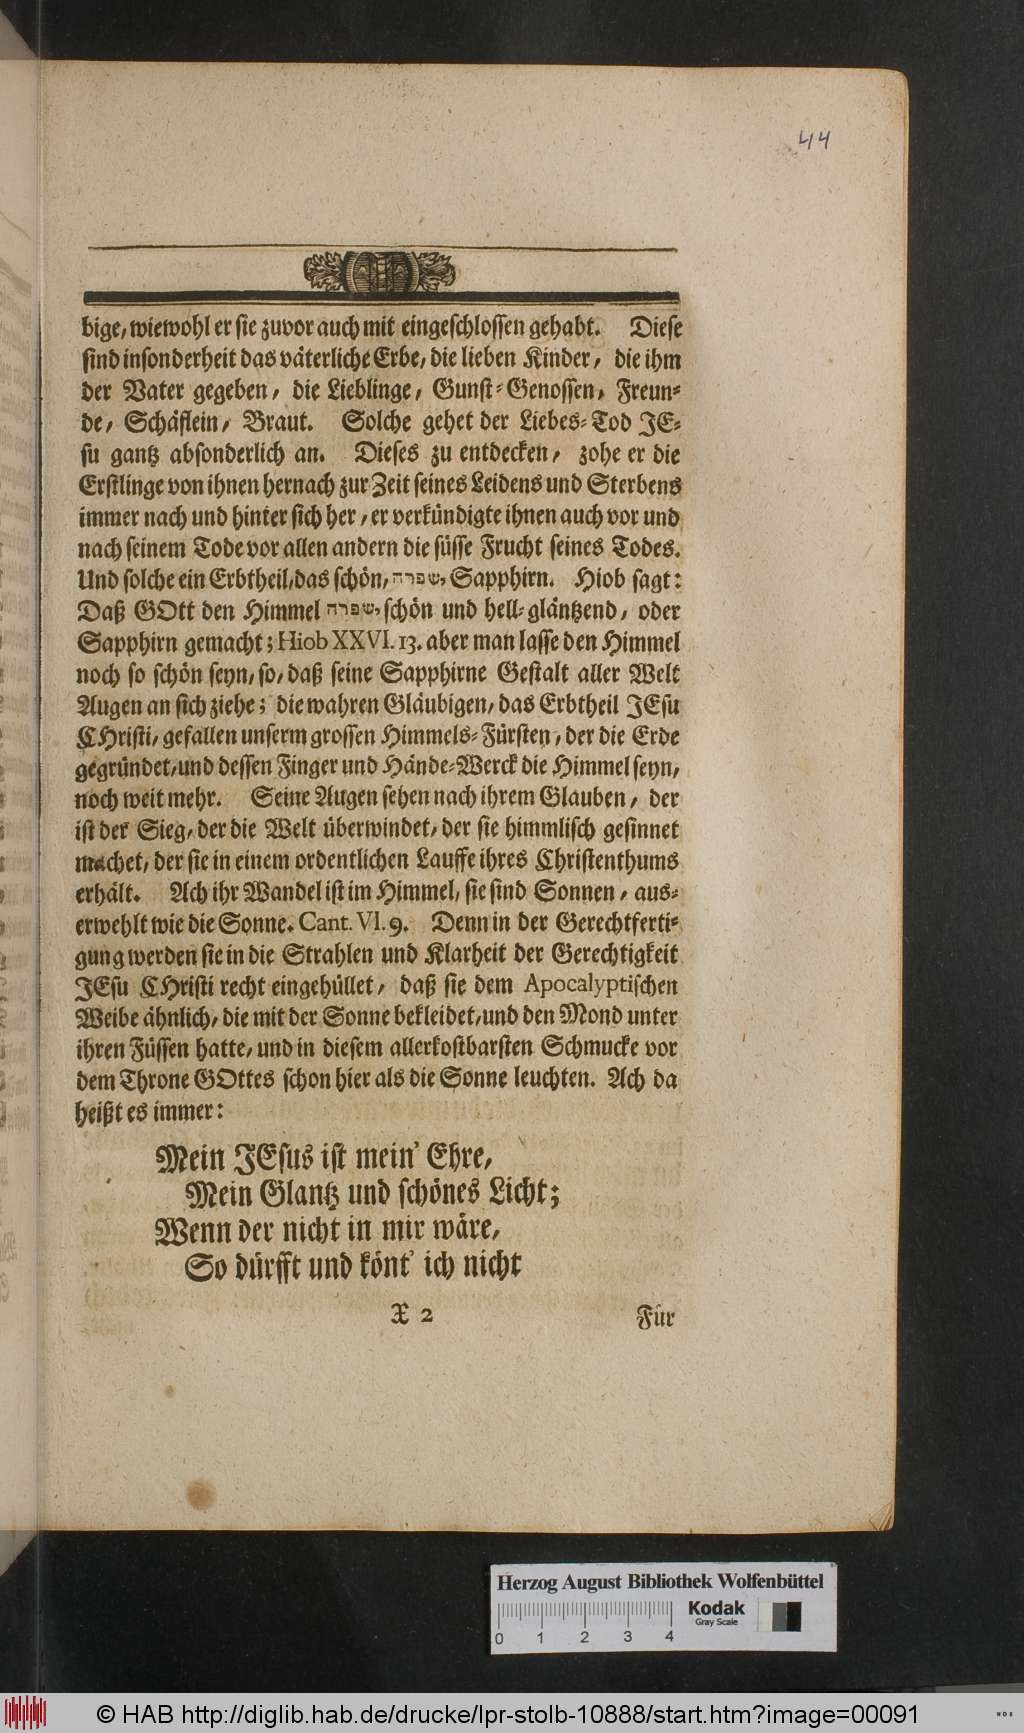 44
bige, wiewohl er sie zuvor auch mit eingeschlossen gehabt. Diese
sind insonderheit das väterliche Erbe, die lieben Kinder, die ihm
der Vater gegeben, die Lieblinge, Gunst-Genossen, Freun-
de, Schäflein, Braut. Solche gehet der Liebes-Tod JE-
su gantz absonderlich an. Dieses zu entdecken, zohe er die
Erstlinge von ihnen hernach zur Zeit seines Leidens und Sterbens
immer nach und hinter sich her, er verkündigte ihnen auch vor und
nach seinem Tode vor allen andern die süsse Frucht seines Todes.
Und solche ein Erbtheil, das schön, שפרה, Sapphirn. Hiob sagt:
Daß GOtt den Himmel שפרה, schön und hell-gläntzend, oder
Sapphirn gemacht; Hiob XXVI. 13. aber man lasse den Himmel
noch so schön seyn, so, daß seine Sapphirne Gestalt aller Welt
Augen an sich ziehe; die wahren Gläubigen, das Erbtheil JEsu
CHristi, gefallen unserm grossen Himmels-Fürsten, der die Erde
gegründet, und dessen Finger und Hände-Werck die Himmel seyn,
noch weit mehr. Seine Augen sehen nach ihrem Glauben, der
ist der Sieg, der die Welt überwindet, der sie himmlisch gesinnet
machet, der sie in einem ordentlichen Lauffe ihres Christenthums
erhält. Ach ihr Wandel ist im Himmel, sie sind Sonnen, aus-
erwehlt wie die Sonne. Cant. VI. 9. Denn in der Gerechtferti-
gung werden sie in die Strahlen und Klarheit der Gerechtigkeit
JEsu CHristi recht eingehüllet, daß sie dem Apocalyptischen
Weibe ähnlich, die mit der Sonne bekleidet, und den Mond unter
ihren Füssen hatte, und in diesem allerkostbarsten Schmucke vor
dem Throne GOttes schon hier als die Sonne leuchten. Ach da
heißt es immer:
Mein JEsus ist mein' Ehre,
Mein Glantz und schönes Licht;
Wenn der nicht in mir wäre,
So dürfft und könt' ich nicht
X 2 Für
Herzog August Bibliothek Wolfenbüttel
Kodak
Gray Scale
0 1 2 3 4
© HAB http://diglib.hab.de/drucke/lpr-stolb-10888/start.htm?image=00091